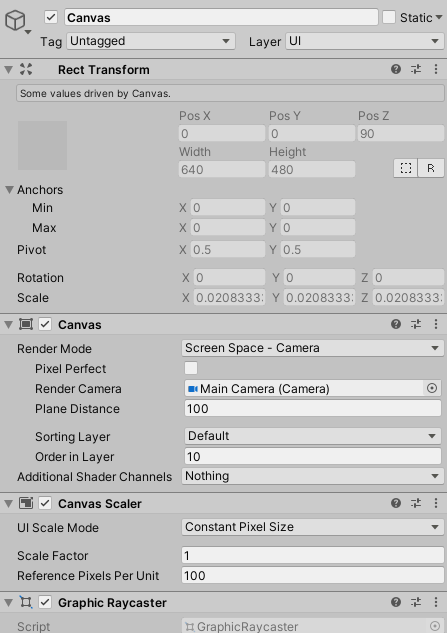 Canvas Static
Tag Untagged Layer UI
Rect Transform
Some values driven by Canvas.
Pos X Pos Y Pos Z
0 0 90
Width Height
640 480 R
Anchors
Min X 0 Y 0
Max X 0 Y 0
Pivot X 0.5 Y 0.5
Rotation X 0 Y 0 Z 0
Scale X 0.0208333 Y 0.0208333 Z 0.0208333
Canvas
Render Mode Screen Space - Camera
Pixel Perfect
Render Camera Main Camera (Camera)
Plane Distance 100
Sorting Layer Default
Order in Layer 10
Additional Shader Channels Nothing
Canvas Scaler
UI Scale Mode Constant Pixel Size
Scale Factor 1
Reference Pixels Per Unit 100
Graphic Raycaster
Script GraphicRaycaster